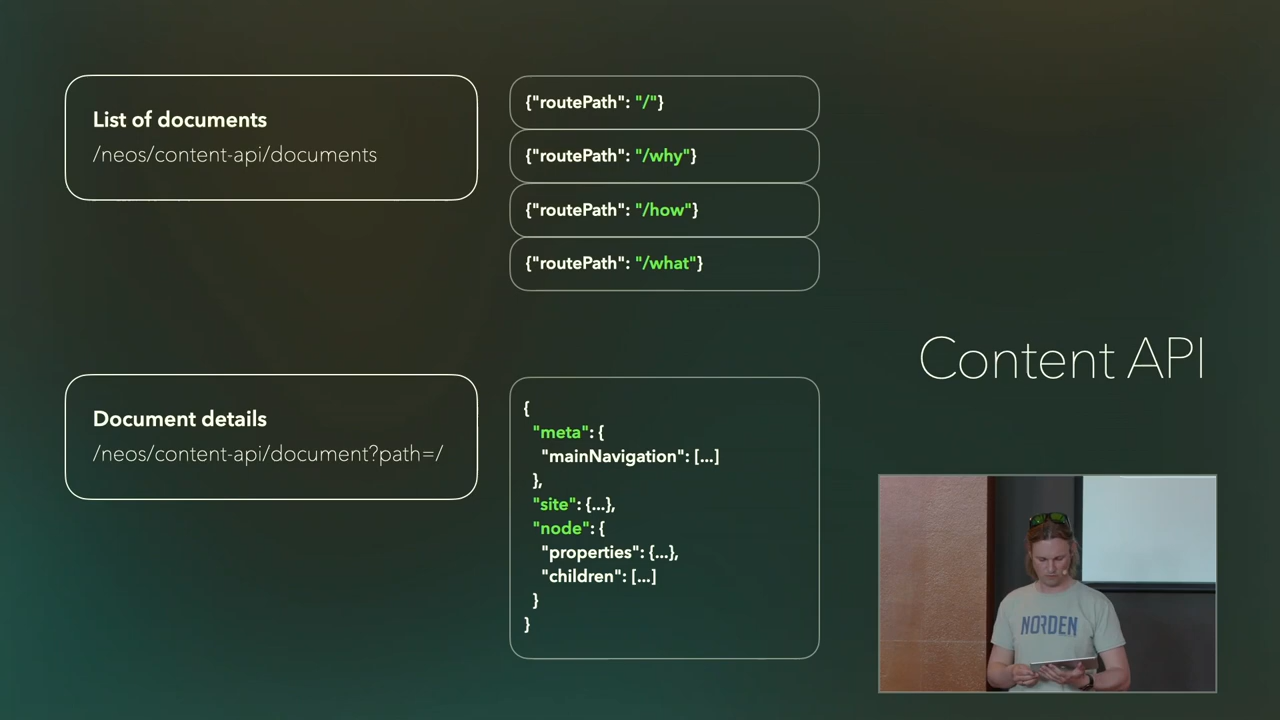 List of documents
/neos/content-api/documents
{"routePath": "/"}
{"routePath": "/why"}
{"routePath": "/how"}
{"routePath": "/what"}
Content API
Document details
/neos/content-api/document?path=/
{
"meta": {
"mainNavigation": [...]
},
"site": {...},
"node": {
"properties": {...},
"children": [...]
}
}
NORDEN